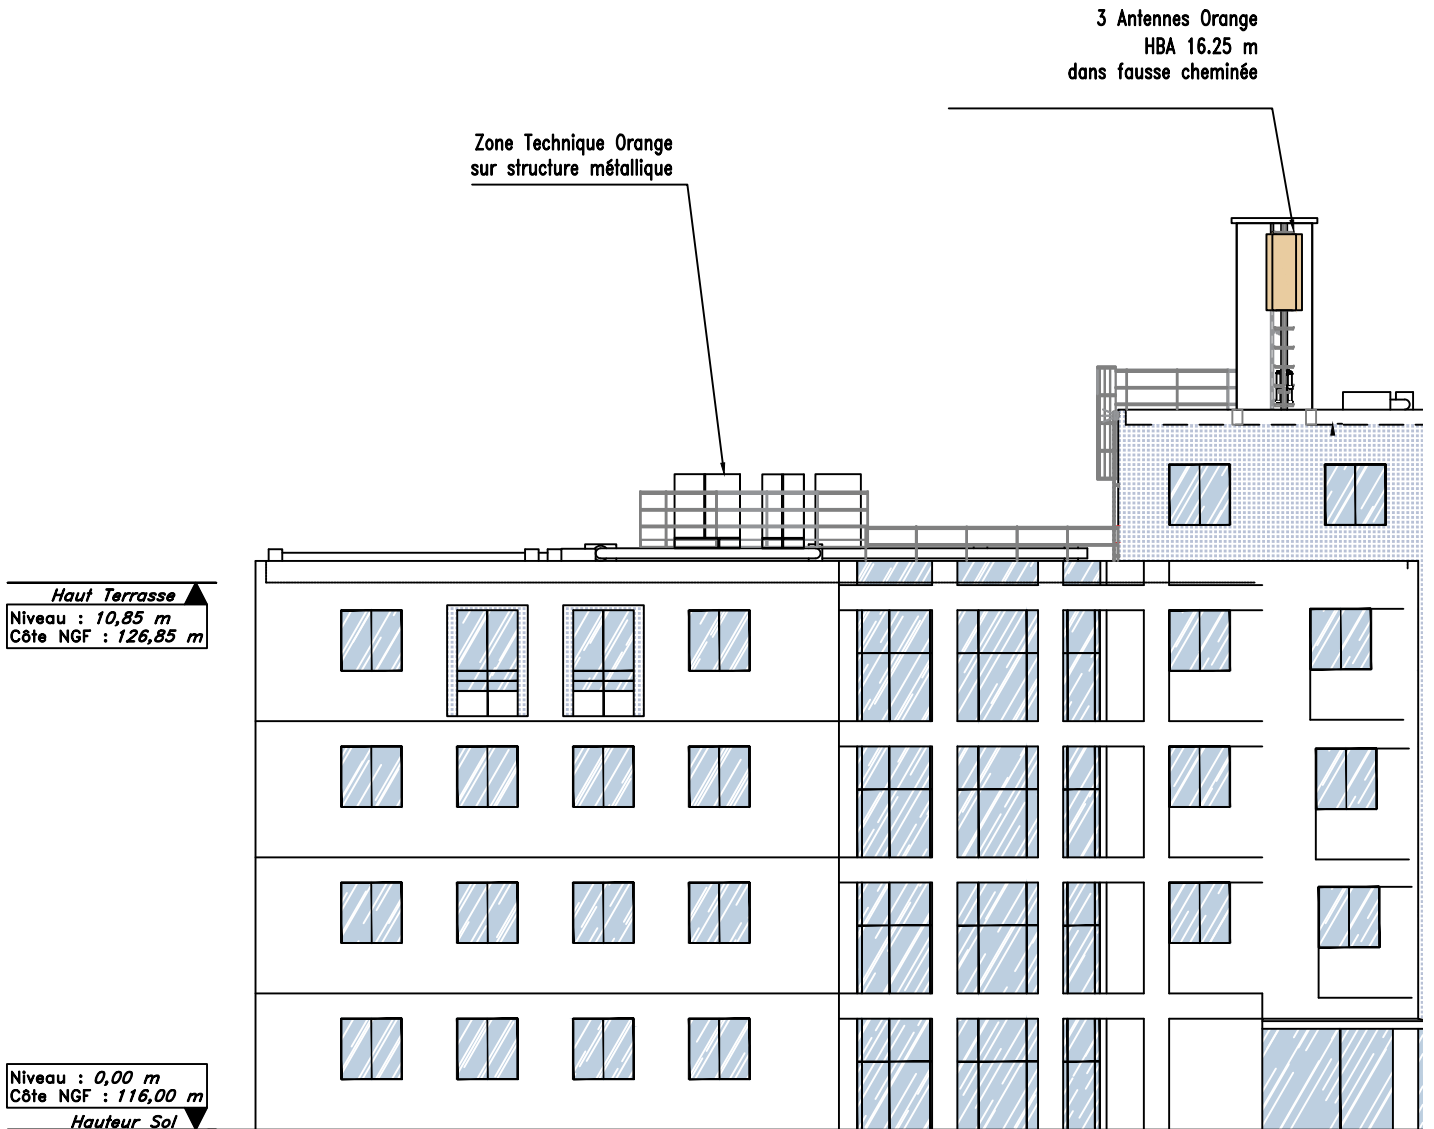 3 Antennes Orange
HBA 16.25 m
dans fausse cheminée
Zone Technique Orange
sur structure métallique
Haut Terrasse
Niveau : 10,85 m
Côte NGF : 126,85 m
Niveau : 0,00 m
Côte NGF : 116,00 m
Hauteur Sol